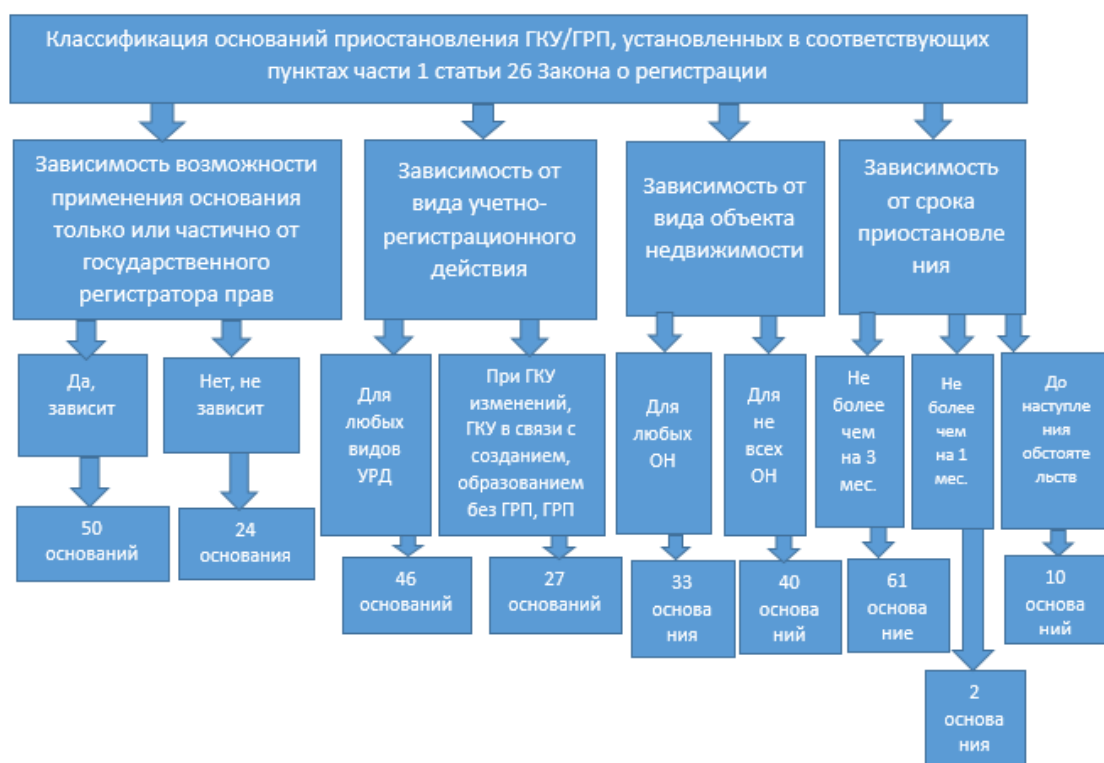 Классификация оснований приостановления ГКУ/ГРП, установленных в соответствующих
пунктах части 1 статьи 26 Закона о регистрации
Зависимость возможности
применения основания
только или частично от
государственного
регистратора прав
Зависимость от
вида учетно-
регистрационного
действия
Зависимость от
вида объекта
недвижимости
Зависимость
от срока
приостановле
ния
Да,
зависит
Нет, не
зависит
Для
любых
видов
УРД
При ГКУ
изменений,
ГКУ в связи с
созданием,
образованием
без ГРП, ГРП
Для
любых
ОН
Для
не
всех
ОН
Не
более
чем
на 3
мес.
Не
более
чем
на 1
мес.
До
наступле
ния
обстояте
льств
50
оснований
24
основания
46
оснований
27
оснований
33
основа
ния
40
основа
ний
61
основа
ние
2
основа
ния
10
основа
ний